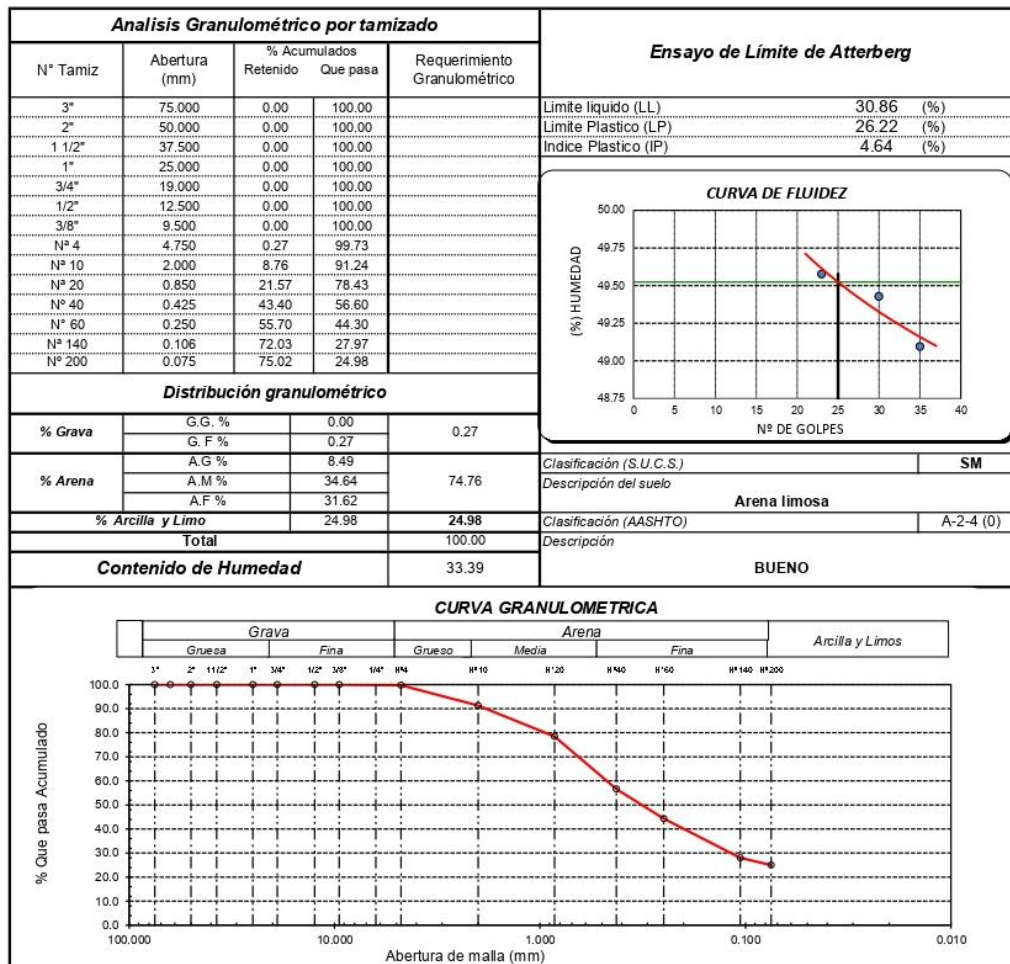 Analisis Granulométrico por tamizado
N° Tamiz Abertura (mm) % Acumulados Retenido Que pasa Requerimiento Granulométrico
3" 75.000 0.00 100.00
2" 50.000 0.00 100.00
1 1/2" 37.500 0.00 100.00
1" 25.000 0.00 100.00
3/4" 19.000 0.00 100.00
1/2" 12.500 0.00 100.00
3/8" 9.500 0.00 100.00
Nª 4 4.750 0.27 99.73
Nª 10 2.000 8.76 91.24
Nª 20 0.850 21.57 78.43
Nº 40 0.425 43.40 56.60
N° 60 0.250 55.70 44.30
Nª 140 0.106 72.03 27.97
Nº 200 0.075 75.02 24.98
Distribución granulométrico
% Grava G.G. % 0.00 0.27
G. F % 0.27
% Arena A.G % 8.49 74.76
A.M % 34.64
A.F % 31.62
% Arcilla y Limo 24.98 24.98
Total 100.00
Contenido de Humedad 33.39
Ensayo de Límite de Atterberg
Limite liquido (LL) 30.86 (%)
Limite Plastico (LP) 26.22 (%)
Indice Plastico (IP) 4.64 (%)
CURVA DE FLUIDEZ
(%) HUMEDAD
50.00
49.75
49.50
49.25
49.00
48.75
0 5 10 15 20 25 30 35 40
Nº DE GOLPES
Clasificación (S.U.C.S.) SM
Descripción del suelo
Arena limosa
Clasificación (AASHTO) A-2-4 (0)
Descripción
BUENO
CURVA GRANULOMETRICA
Grava Arena Arcilla y Limos
Gruesa Fina Grueso Media Fina
3" 2" 11/2" 1" 3/4" 1/2" 3/8" 1/4" Nª4 Nª10 Nª20 Nº40 N°60 Nª140 Nº200
% Que pasa Acumulado
100.0
90.0
80.0
70.0
60.0
50.0
40.0
30.0
20.0
10.0
0.0
100.000 10.000 1.000 0.100 0.010
Abertura de malla (mm)